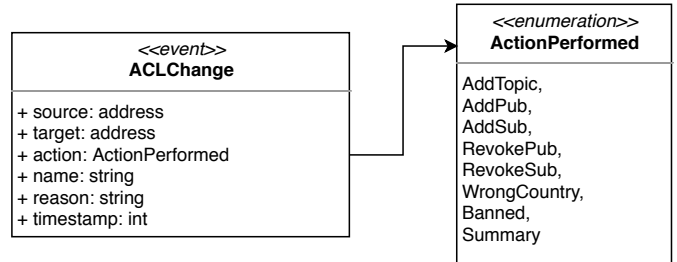 <<event>>
ACLChange
+ source: address
+ target: address
+ action: ActionPerformed
+ name: string
+ reason: string
+ timestamp: int
<<enumeration>>
ActionPerformed
AddTopic,
AddPub,
AddSub,
RevokePub,
RevokeSub,
WrongCountry,
Banned,
Summary